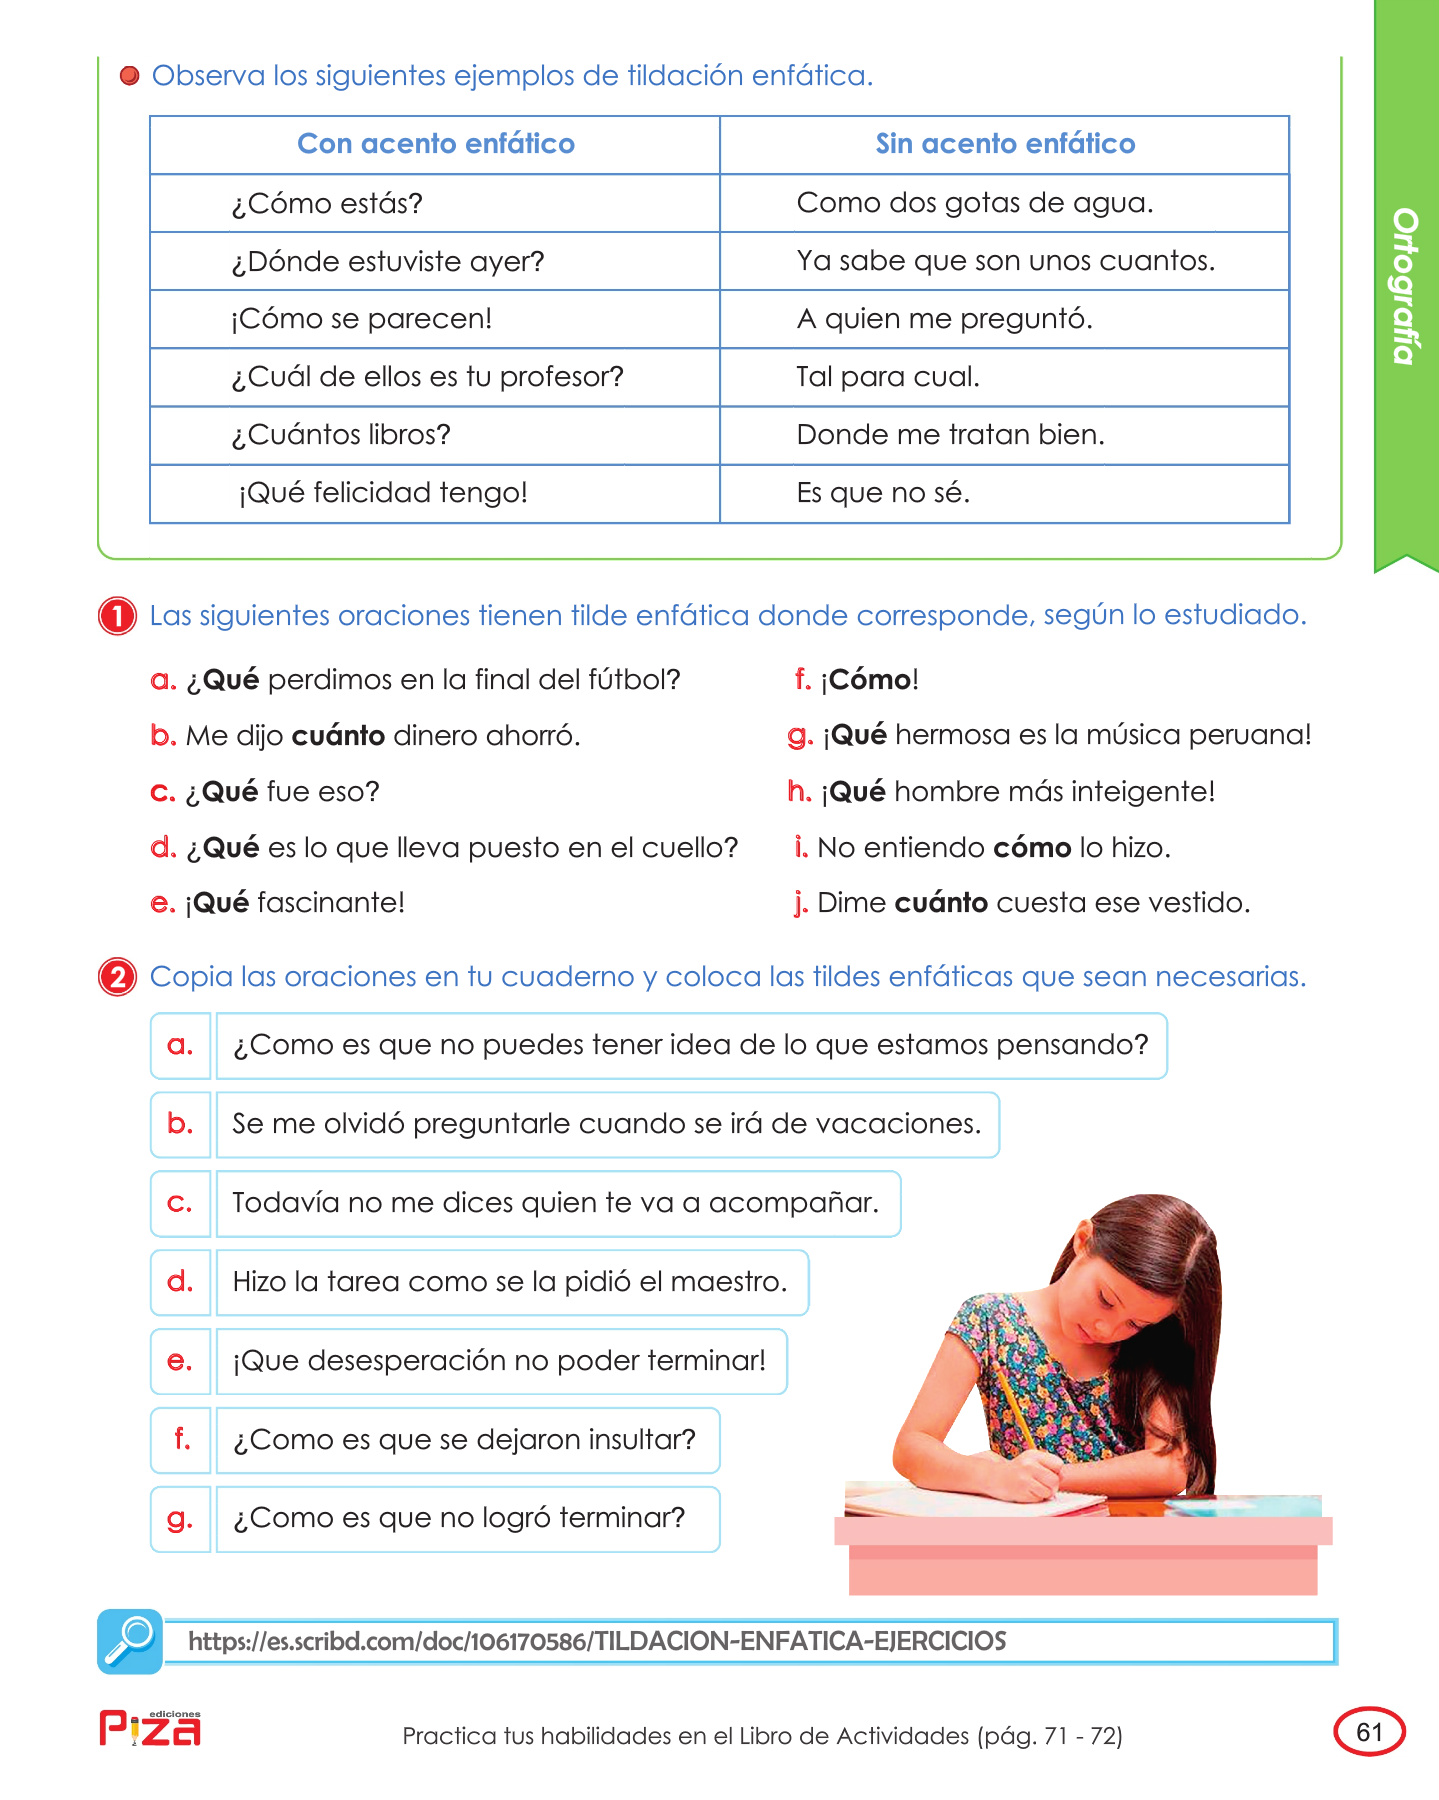 Observa los siguientes ejemplos de tildación enfática.
Con acento enfático Sin acento enfático
¿Cómo estás? Como dos gotas de agua.
¿Dónde estuviste ayer? Ya sabe que son unos cuantos.
¡Cómo se parecen! A quien me preguntó.
¿Cuál de ellos es tu profesor? Tal para cual.
¿Cuántos libros? Donde me tratan bien.
¡Qué felicidad tengo! Es que no sé.
Ortografía
1 Las siguientes oraciones tienen tilde enfática donde corresponde, según lo estudiado.
a. ¿Qué perdimos en la final del fútbol?
b. Me dijo cuánto dinero ahorró.
c. ¿Qué fue eso?
d. ¿Qué es lo que lleva puesto en el cuello?
e. ¡Qué fascinante!
f. ¡Cómo!
g. ¡Qué hermosa es la música peruana!
h. ¡Qué hombre más inteigente!
i. No entiendo cómo lo hizo.
j. Dime cuánto cuesta ese vestido.
2 Copia las oraciones en tu cuaderno y coloca las tildes enfáticas que sean necesarias.
a. ¿Como es que no puedes tener idea de lo que estamos pensando?
b. Se me olvidó preguntarle cuando se irá de vacaciones.
c. Todavía no me dices quien te va a acompañar.
d. Hizo la tarea como se la pidió el maestro.
e. ¡Que desesperación no poder terminar!
f. ¿Como es que se dejaron insultar?
g. ¿Como es que no logró terminar?
https://es.scribd.com/doc/106170586/TILDACION-ENFATICA-EJERCICIOS
ediciones
Piza
Practica tus habilidades en el Libro de Actividades (pág. 71 - 72)
61